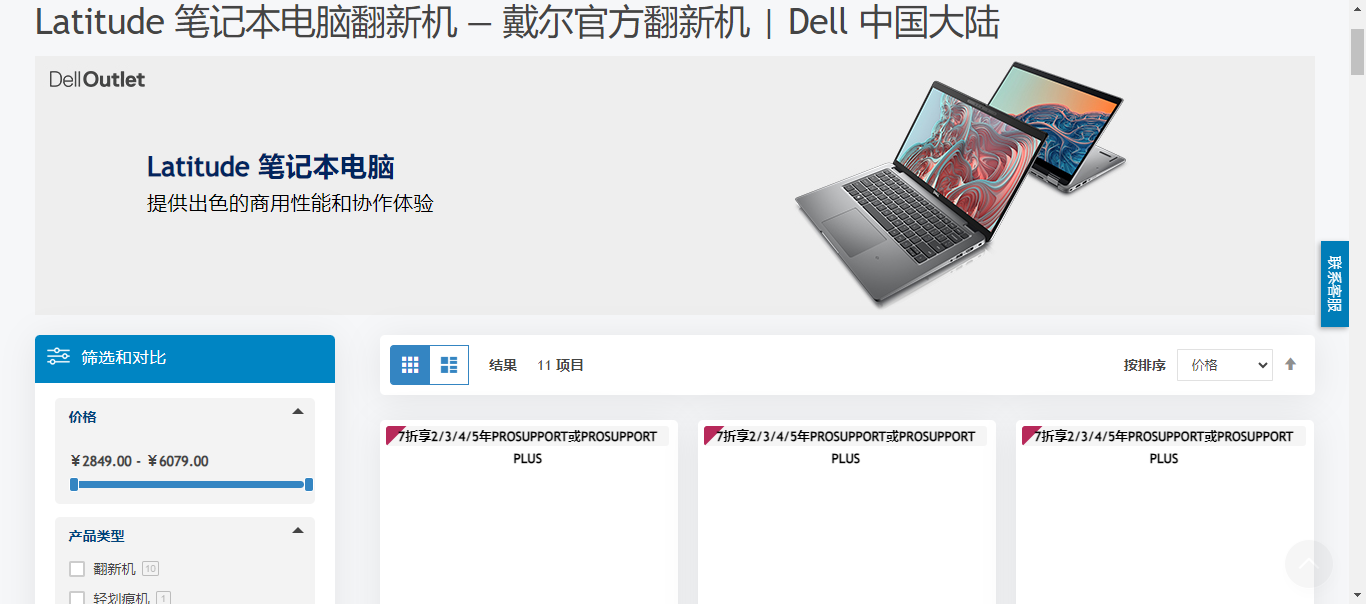 Latitude 笔记本电脑翻新机 — 戴尔官方翻新机 | Dell 中国大陆
DellOutlet
Latitude 笔记本电脑
提供出色的商用性能和协作体验
联系客服
筛选和对比
结果 11 项目
按排序 价格
价格
¥2849.00 - ¥6079.00
产品类型
翻新机 10
轻划痕机 1
7折享2/3/4/5年PROSUPPORT或PROSUPPORT
PLUS
7折享2/3/4/5年PROSUPPORT或PROSUPPORT
PLUS
7折享2/3/4/5年PROSUPPORT或PROSUPPORT
PLUS